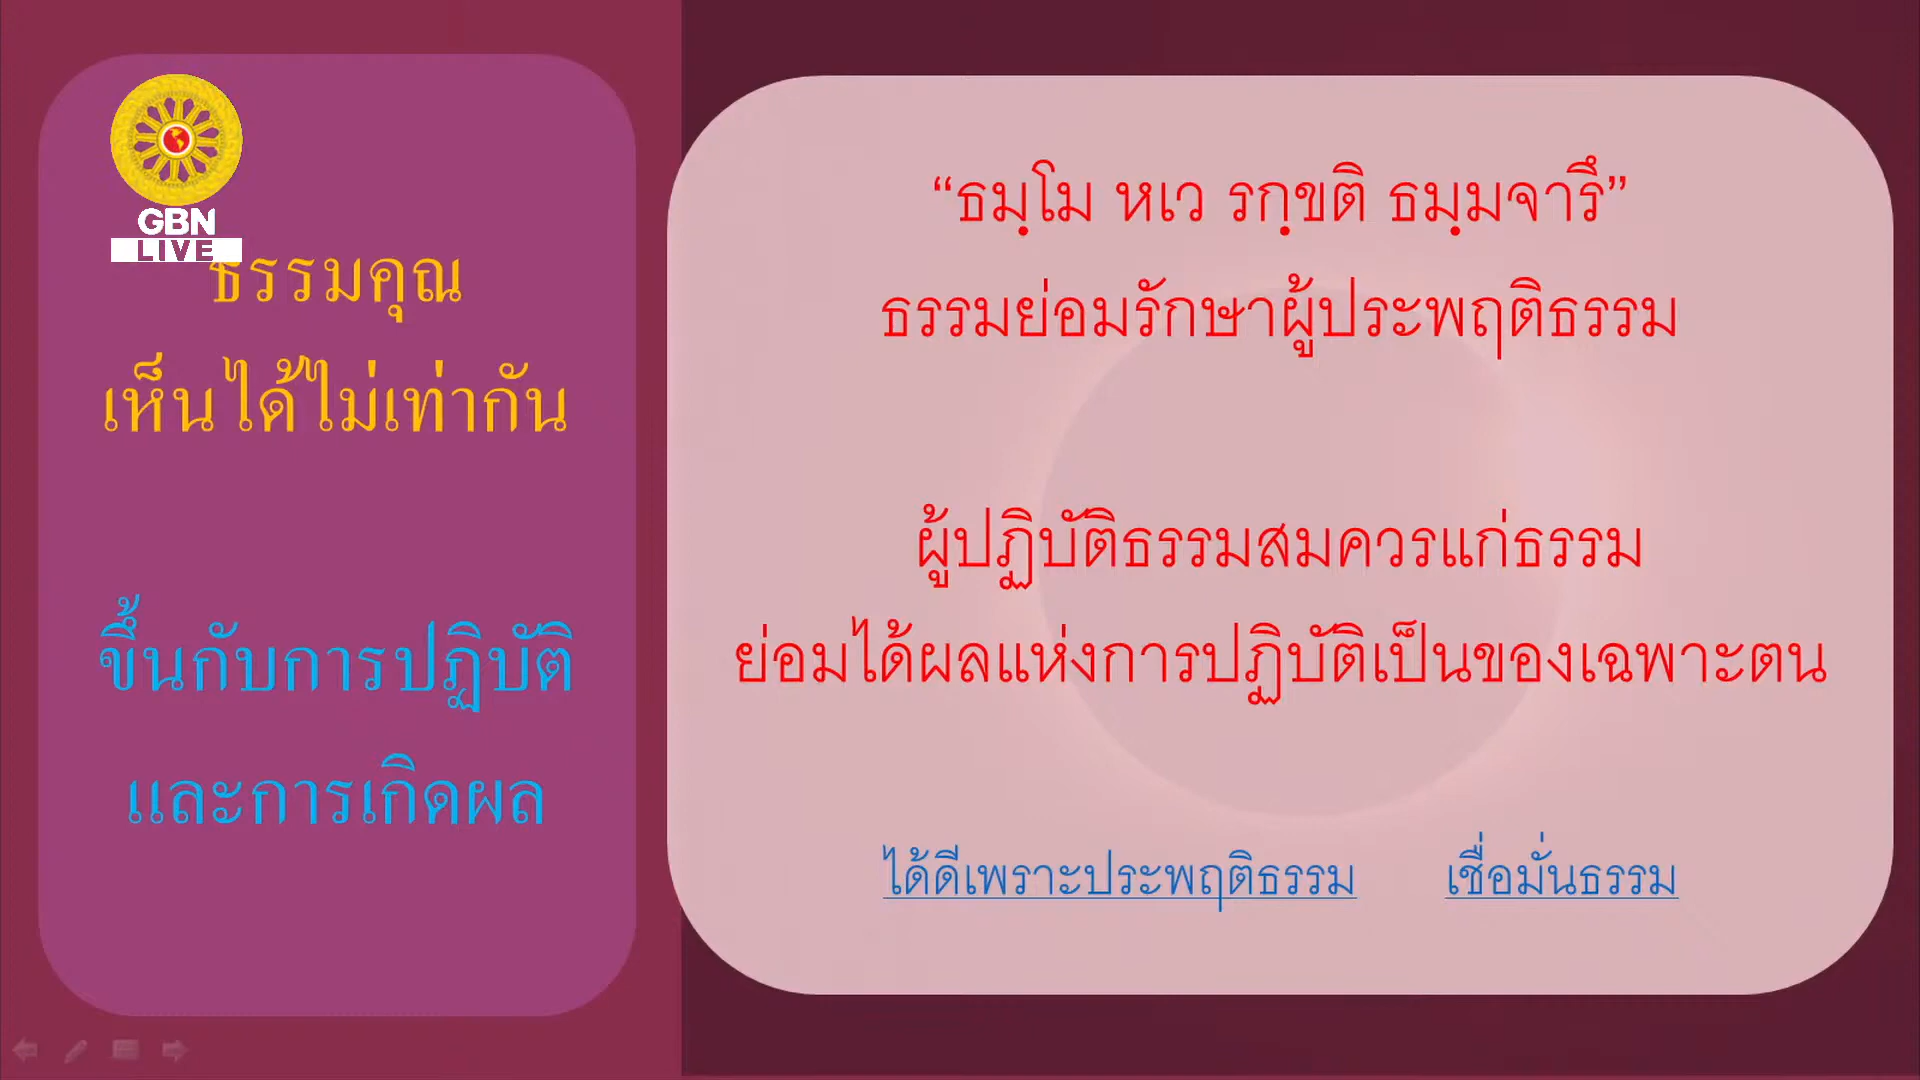 GBN
LIVE
ธรรมคุณ
เห็นได้ไม่เท่ากัน
ขึ้นกับการปฏิบัติ
และการเกิดผล
“ธมฺโม หเว รกฺขติ ธมฺมจารึ”
ธรรมย่อมรักษาผู้ประพฤติธรรม
ผู้ปฏิบัติธรรมสมควรแก่ธรรม
ย่อมได้ผลแห่งการปฏิบัติเป็นของเฉพาะตน
ได้ดีเพราะประพฤติธรรม เชื่อมั่นธรรม